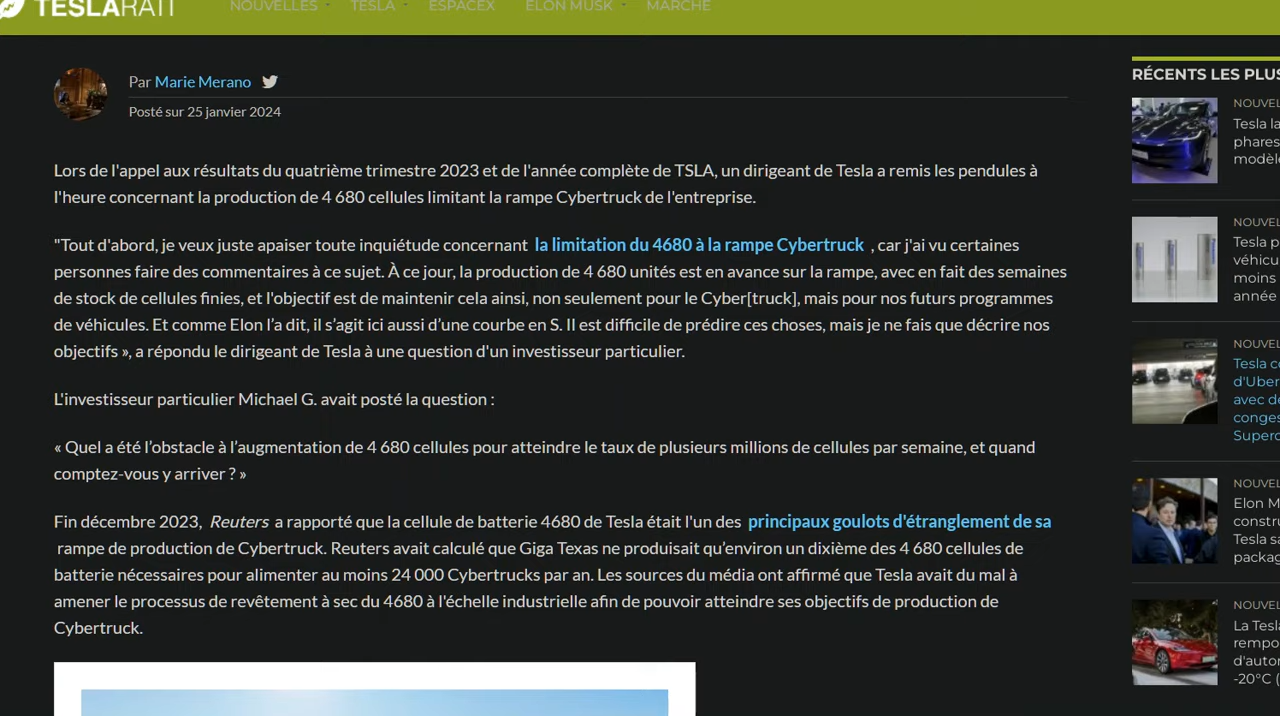 TESLARATI
NOUVELLES TESLA ESPACEX ELON MUSK MARCHÉ
Par Marie Merano
Posté sur 25 janvier 2024
Lors de l'appel aux résultats du quatrième trimestre 2023 et de l'année complète de TSLA, un dirigeant de Tesla a remis les pendules à
l'heure concernant la production de 4 680 cellules limitant la rampe Cybertruck de l'entreprise.
"Tout d'abord, je veux juste apaiser toute inquiétude concernant la limitation du 4680 à la rampe Cybertruck , car j'ai vu certaines
personnes faire des commentaires à ce sujet. À ce jour, la production de 4 680 unités est en avance sur la rampe, avec en fait des semaines
de stock de cellules finies, et l'objectif est de maintenir cela ainsi, non seulement pour le Cyber[truck], mais pour nos futurs programmes
de véhicules. Et comme Elon l’a dit, il s’agit ici aussi d’une courbe en S. Il est difficile de prédire ces choses, mais je ne fais que décrire nos
objectifs », a répondu le dirigeant de Tesla à une question d'un investisseur particulier.
L'investisseur particulier Michael G. avait posté la question :
« Quel a été l’obstacle à l’augmentation de 4 680 cellules pour atteindre le taux de plusieurs millions de cellules par semaine, et quand
comptez-vous y arriver ? »
Fin décembre 2023, Reuters a rapporté que la cellule de batterie 4680 de Tesla était l'un des principaux goulots d'étranglement de sa
rampe de production de Cybertruck. Reuters avait calculé que Giga Texas ne produisait qu’environ un dixième des 4 680 cellules de
batterie nécessaires pour alimenter au moins 24 000 Cybertrucks par an. Les sources du média ont affirmé que Tesla avait du mal à
amener le processus de revêtement à sec du 4680 à l'échelle industrielle afin de pouvoir atteindre ses objectifs de production de
Cybertruck.
RÉCENTS LES PLUS
NOUVEL
Tesla la
phares
modèl
NOUVEL
Tesla p
véhicu
moins
année
NOUVEL
Tesla c
d'Uber
avec d
conges
Superc
NOUVEL
Elon M
constru
Tesla s
packag
NOUVEL
La Tesl
rempo
d'autor
-20°C (